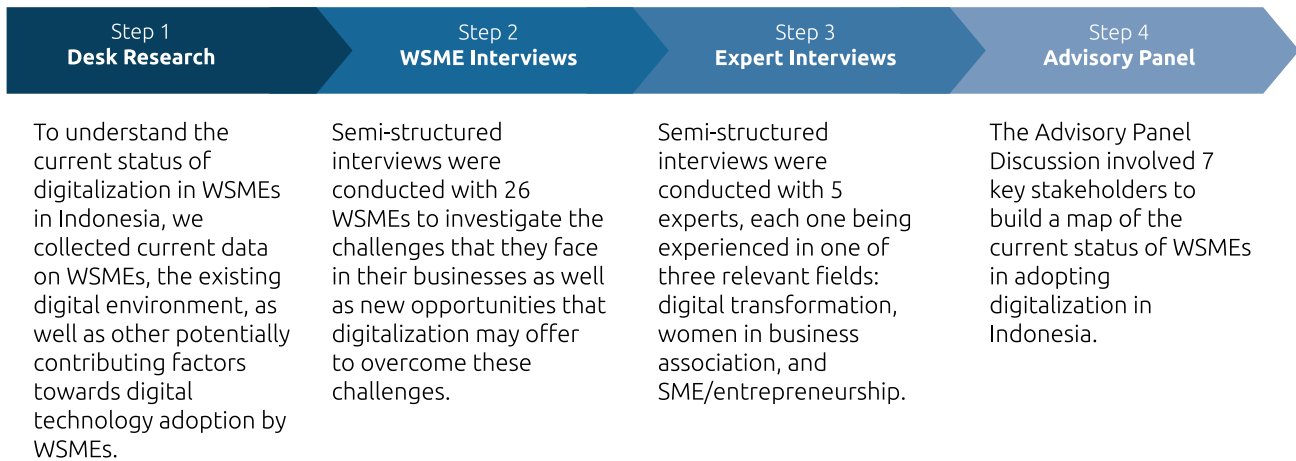 Step 1
Desk Research
Step 2
WSME Interviews
Step 3
Expert Interviews
Step 4
Advisory Panel
To understand the
current status of
digitalization in WSMEs
in Indonesia, we
collected current data
on WSMEs, the existing
digital environment, as
well as other potentially
contributing factors
towards digital
technology adoption by
WSMEs.
Semi-structured
interviews were
conducted with 26
WSMEs to investigate the
challenges that they face
in their businesses as well
as new opportunities that
digitalization may offer
to overcome these
challenges.
Semi-structured
interviews were
conducted with 5
experts, each one being
experienced in one of
three relevant fields:
digital transformation,
women in business
association, and
SME/entrepreneurship.
The Advisory Panel
Discussion involved 7
key stakeholders to
build a map of the
current status of WSMEs
in adopting
digitalization in
Indonesia.